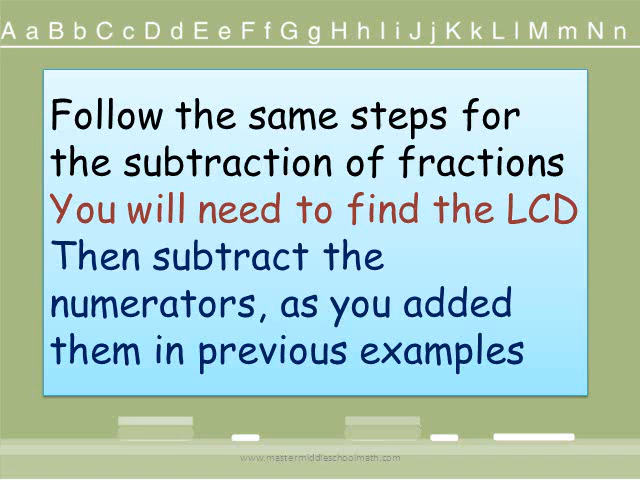 A a B b C c D d E e F f G g H h I i J j K k L l M m N n
Follow the same steps for
the subtraction of fractions
You will need to find the LCD
Then subtract the
numerators, as you added
them in previous examples
www.mastermiddleschoolmath.com